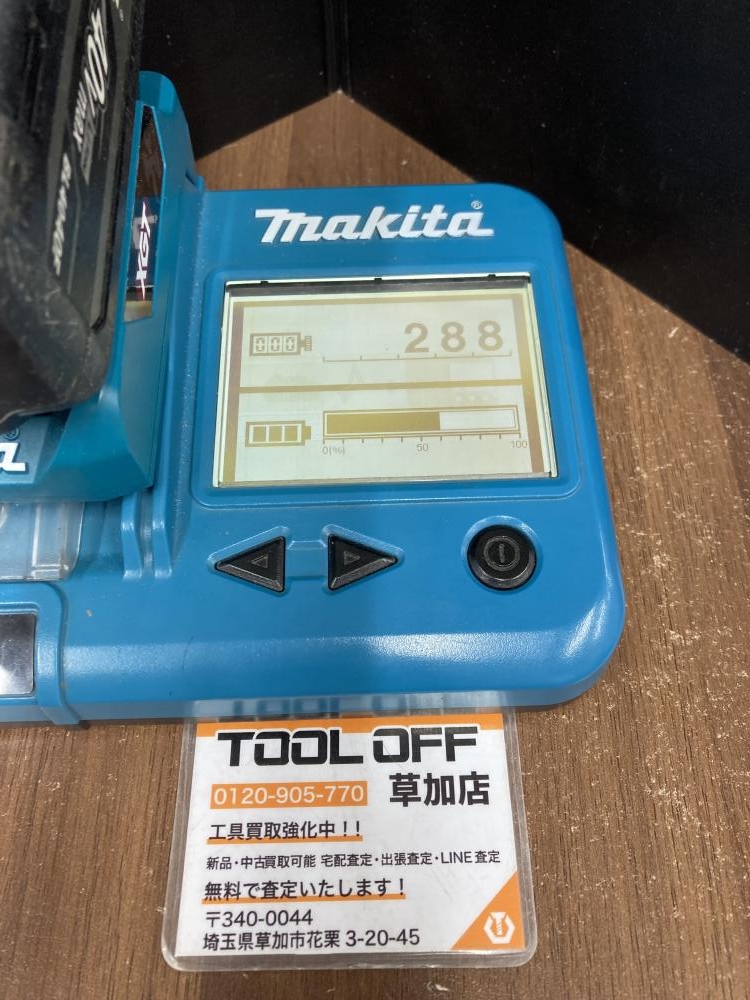 40Vmax
XGT
makita®
000
288
0(%) 50 100
TOOL OFF
0120-905-770 草加店
工具買取強化中!!
新品・中古買取可能 宅配査定・出張査定・LINE査定
無料で査定いたします!
〒340-0044
埼玉県草加市花栗 3-20-45